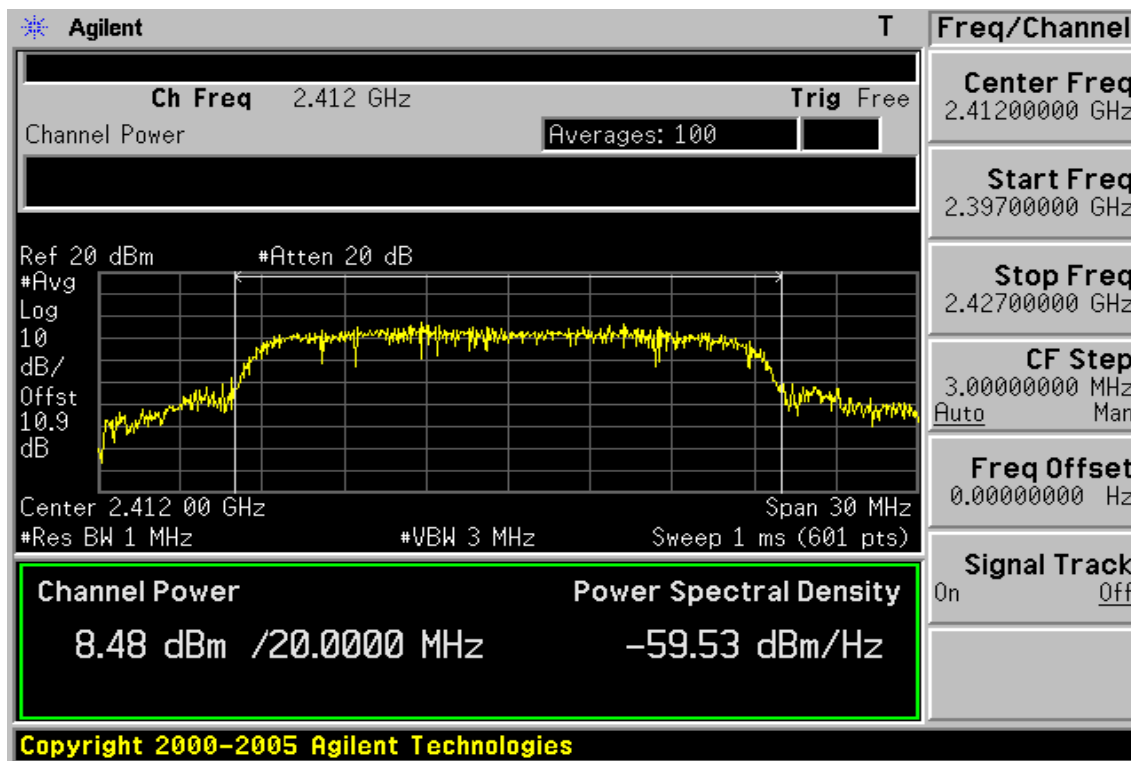 Agilent T
Ch Freq 2.412 GHz Trig Free
Channel Power Averages: 100
Ref 20 dBm #Atten 20 dB
#Avg
Log
10
dB/
Offst
10.9
dB
Center 2.412 00 GHz Span 30 MHz
#Res BW 1 MHz #VBW 3 MHz Sweep 1 ms (601 pts)
Channel Power Power Spectral Density
8.48 dBm /20.0000 MHz -59.53 dBm/Hz
Copyright 2000-2005 Agilent Technologies
Freq/Channel
Center Freq
2.41200000 GHz
Start Freq
2.39700000 GHz
Stop Freq
2.42700000 GHz
CF Step
3.00000000 MHz
Auto Man
Freq Offset
0.00000000 Hz
Signal Track
On Off